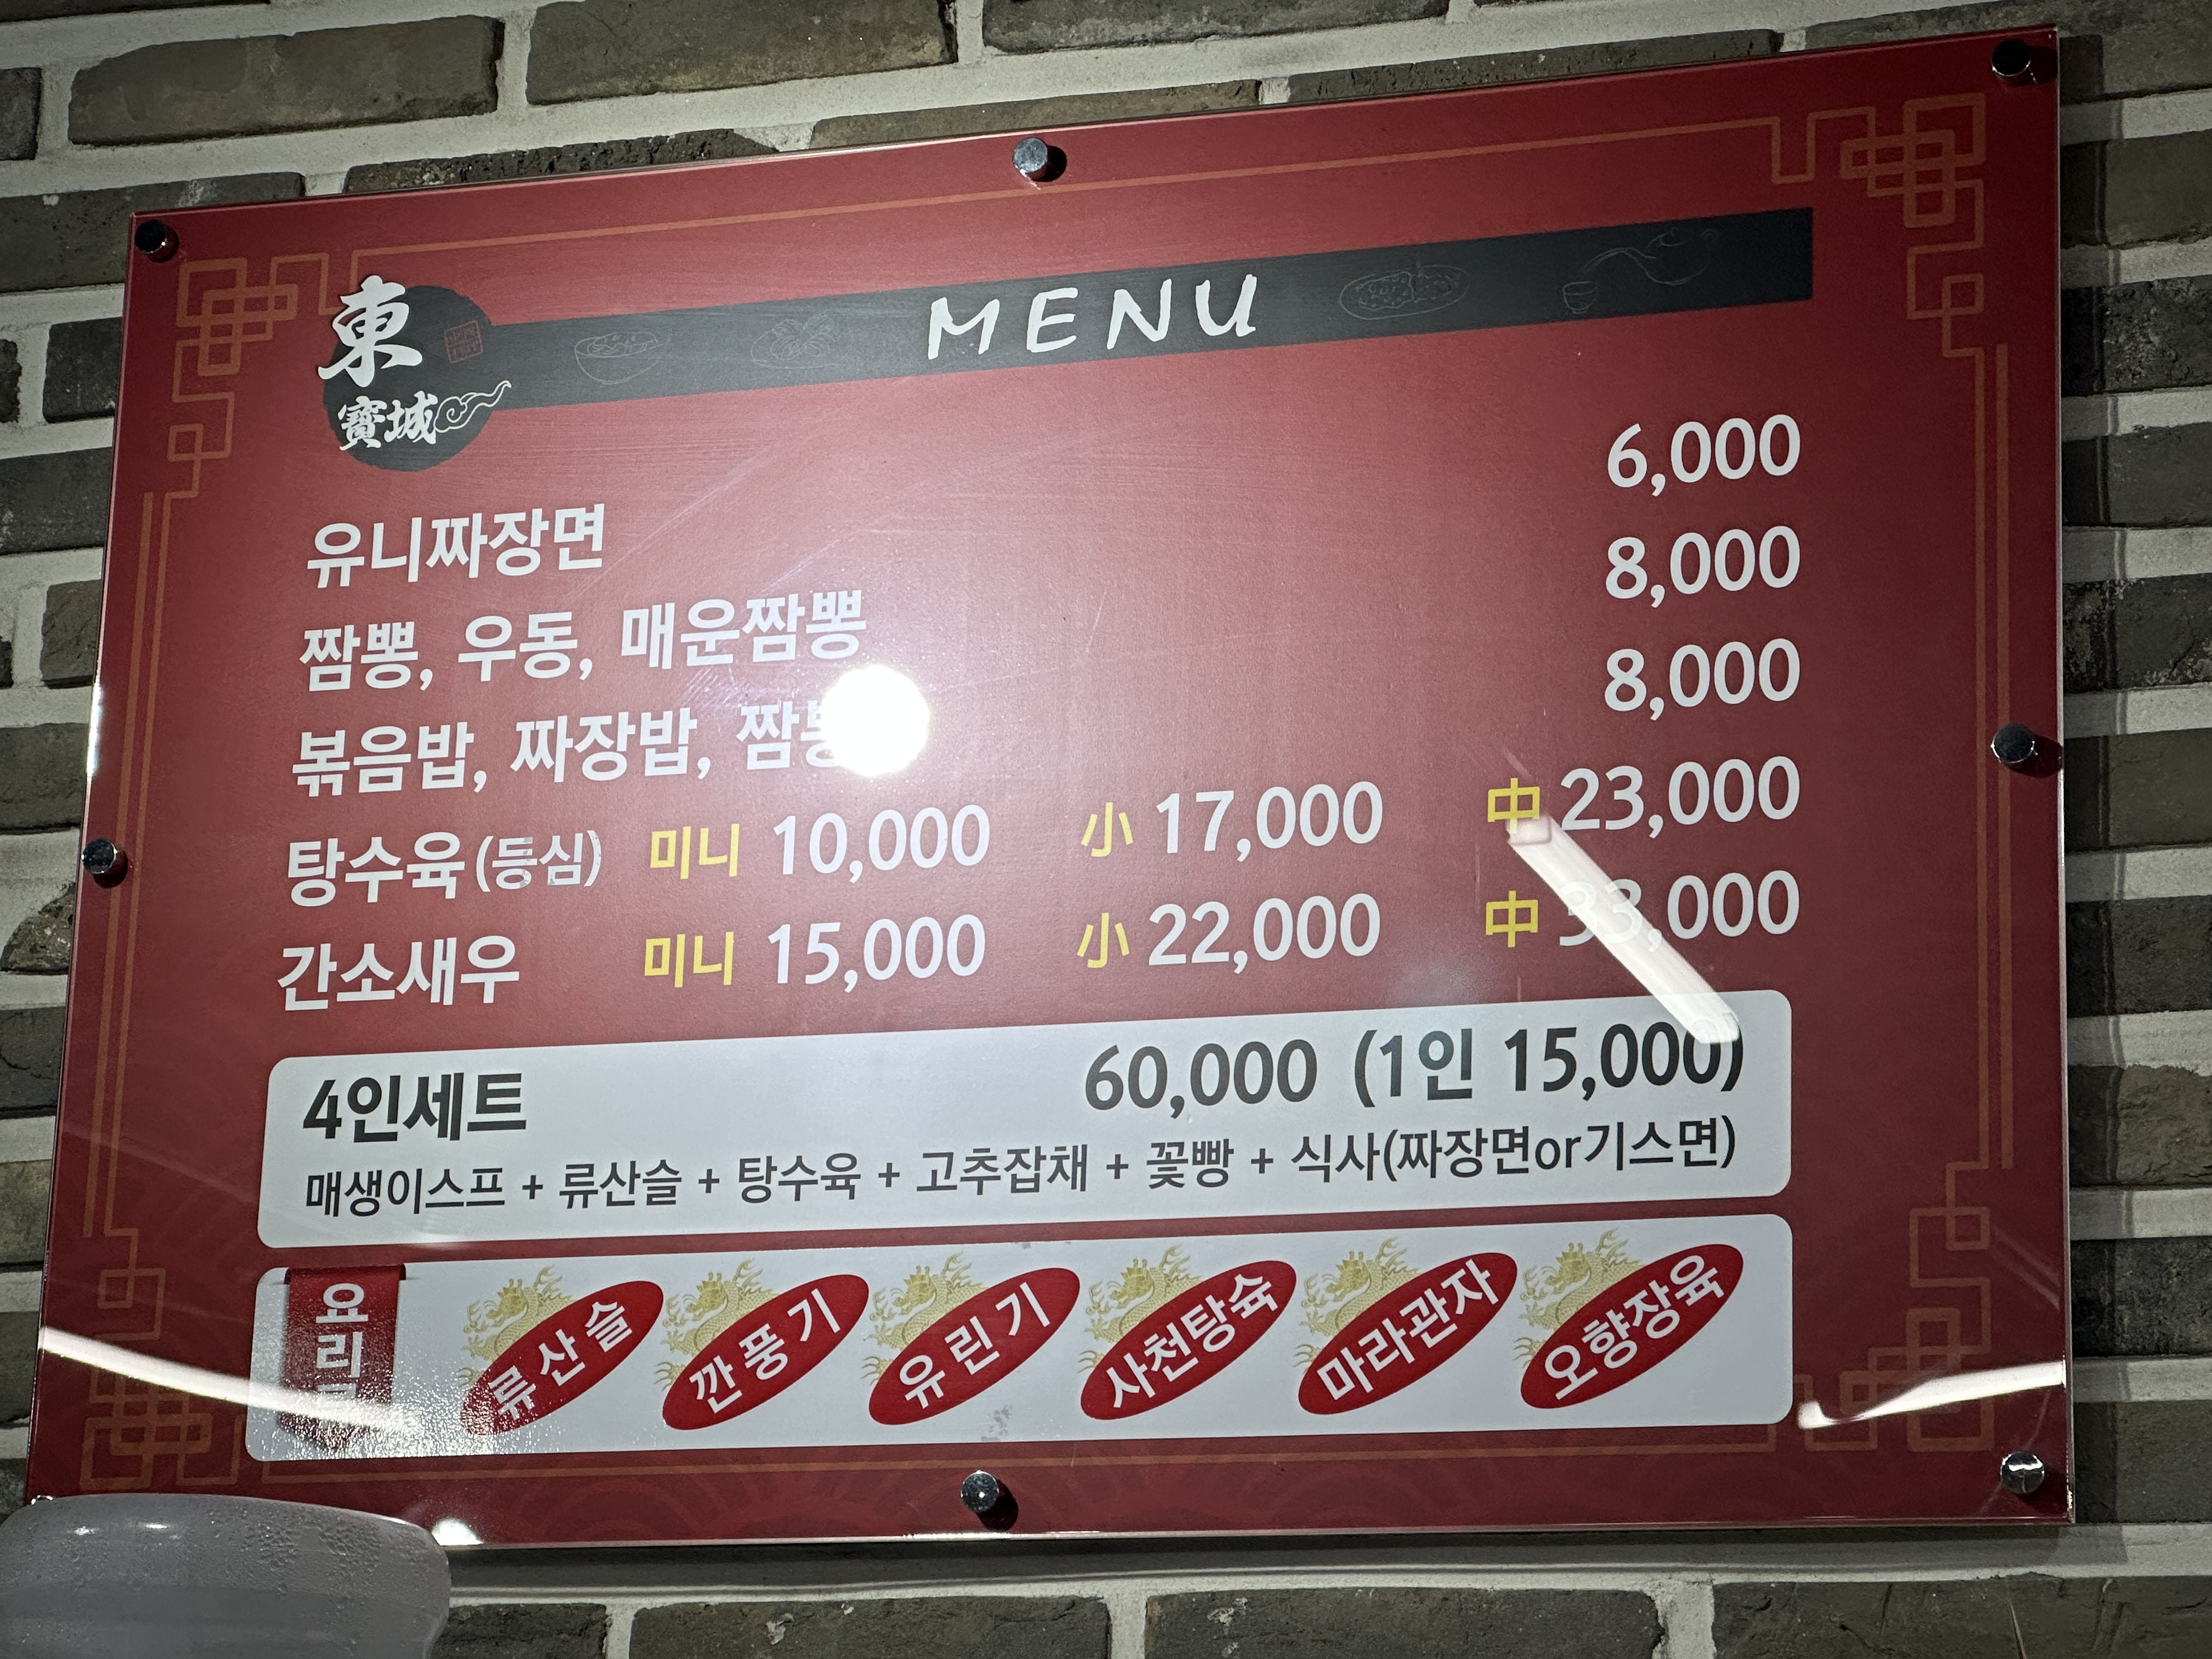 東
寶城
MENU
유니짜장면 6,000
짬뽕, 우동, 매운짬뽕 8,000
볶음밥, 짜장밥, 8,000
탕수육(등심) 미니 10,000 小 17,000 中 23,000
간소새우 미니 15,000 小 22,000 中 33,000
4인세트 60,000 (1인 15,000)
매생이스프 + 류산슬 + 탕수육 + 고추잡채 + 꽃빵 + 식사(짜장면or기스면)
요리
류산슬 깐풍기 유린기 사천탕슉 마라관자 오향장육